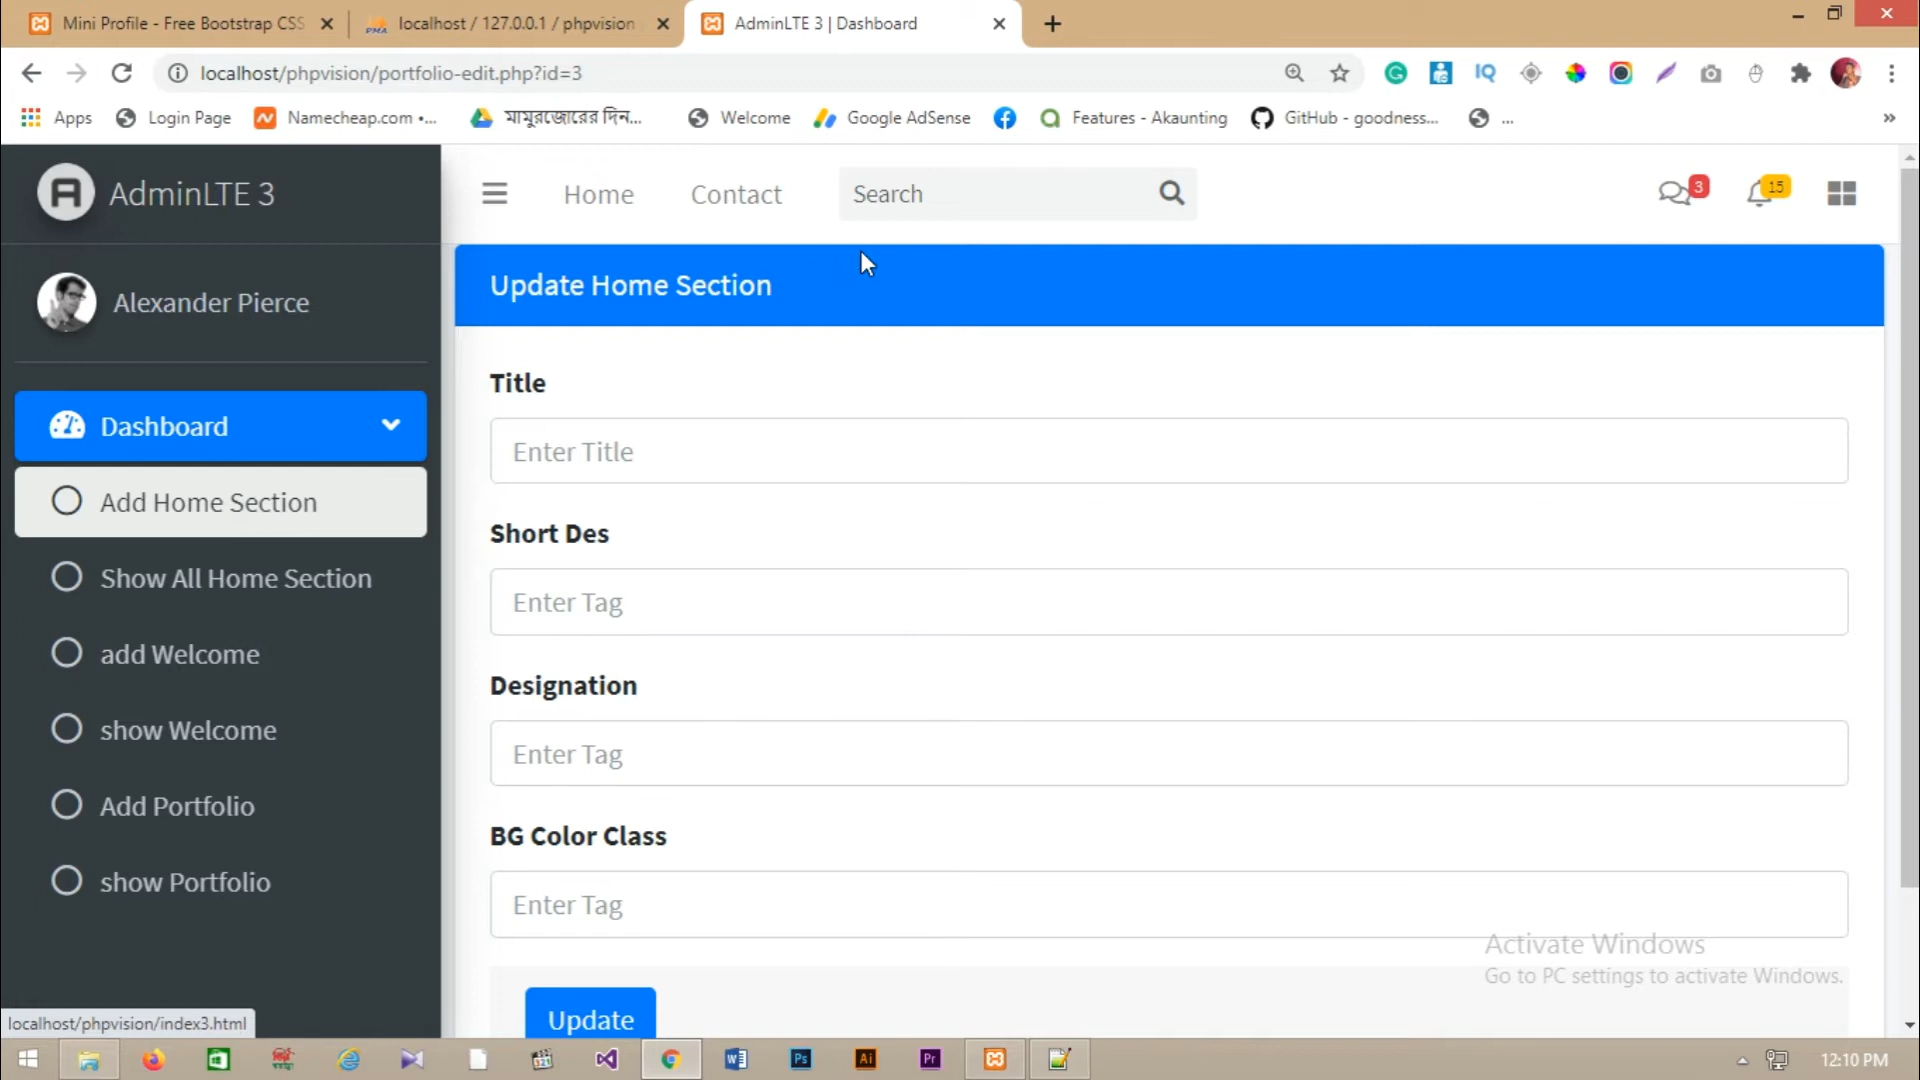 Mini Profile - Free Bootstrap CSS
localhost / 127.0.0.1 / phpvision
AdminLTE 3 | Dashboard
localhost/phpvision/portfolio-edit.php?id=3
Apps
Login Page
Namecheap.com •...
মামুরজোরের দিন...
Welcome
Google AdSense
Features - Akaunting
GitHub - goodness...
...
»
AdminLTE 3
Home
Contact
Search
3
15
Alexander Pierce
Update Home Section
Dashboard
Add Home Section
Show All Home Section
add Welcome
show Welcome
Add Portfolio
show Portfolio
Title
Enter Title
Short Des
Enter Tag
Designation
Enter Tag
BG Color Class
Enter Tag
Update
Activate Windows
Go to PC settings to activate Windows.
localhost/phpvision/index3.html
12:10 PM